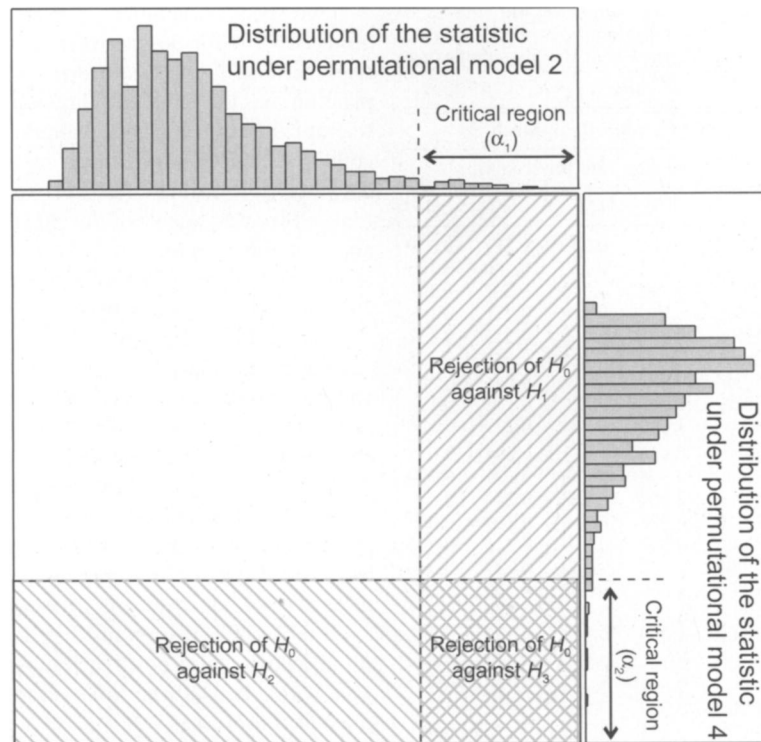 Distribution of the statistic
under permutational model 2
Critical region
(α₁)
Rejection of H₀
against H₁
Distribution of the statistic
under permutational model 4
Critical region
(α₂)
Rejection of H₀
against H₂
Rejection of H₀
against H₃